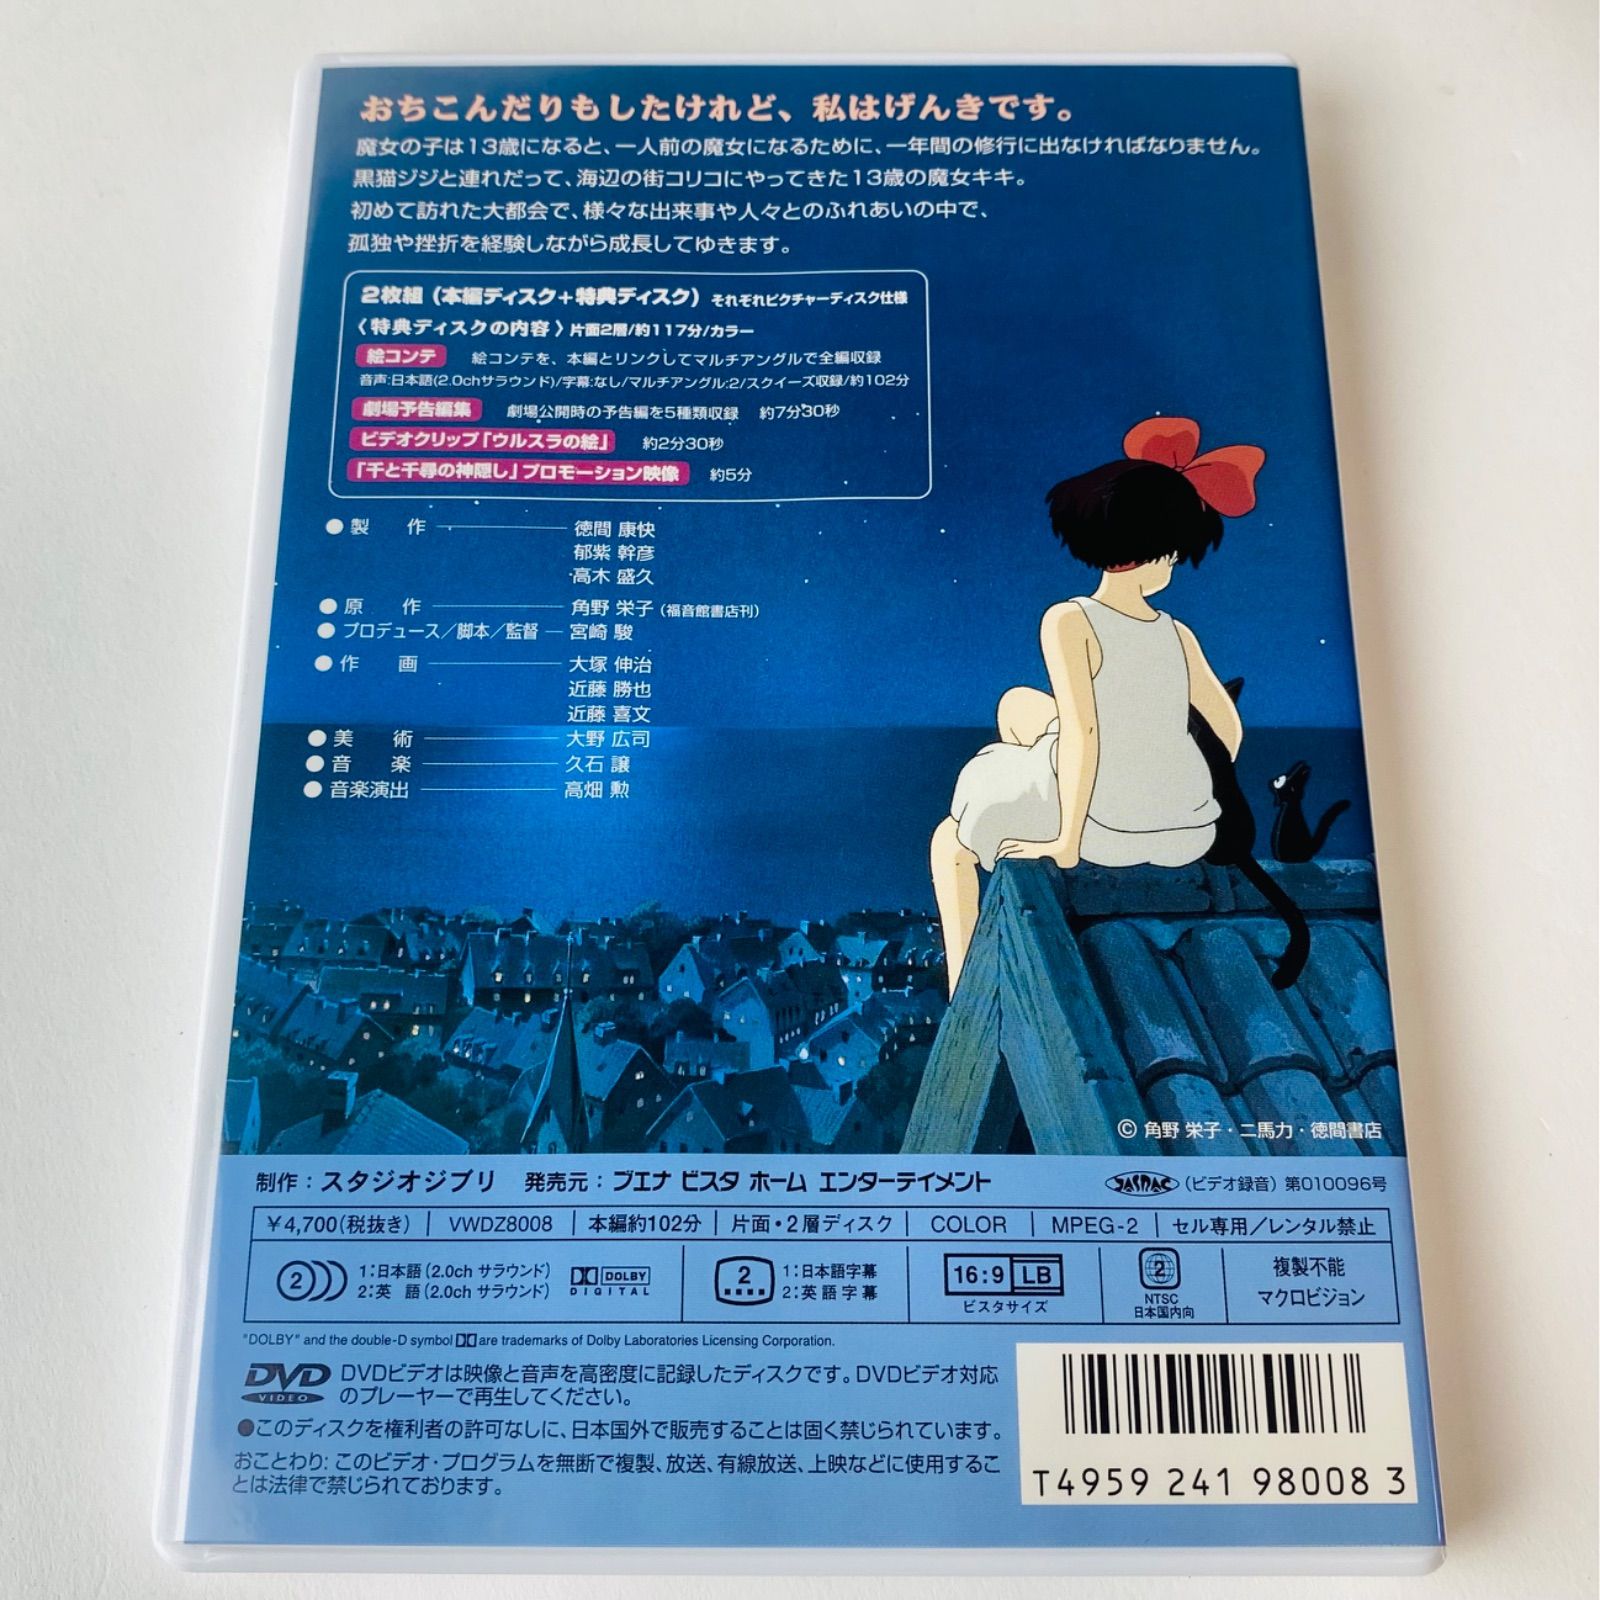 おちこんだりもしたけれど、私はげんきです。
魔女の子は13歳になると、一人前の魔女になるために、一年間の修行に出なければなりません。
黒猫ジジと連れだって、海辺の街コリコにやってきた13歳の魔女キキ。
初めて訪れた大都会で、様々な出来事や人々とのふれあいの中で、
孤独や挫折を経験しながら成長してゆきます。
2枚組(本編ディスク+特典ディスク) それぞれピクチャーディスク仕様
〈特典ディスクの内容〉片面2層/約117分/カラー
絵コンテ 絵コンテを、本編とリンクしてマルチアングルで全編収録
音声:日本語(2.0chサラウンド)/字幕:なし/マルチアングル:2/スクイーズ収録/約102分
劇場予告編集 劇場公開時の予告編を5種類収録 約7分30秒
ビデオクリップ「ウルスラの絵」 約2分30秒
「千と千尋の神隠し」プロモーション映像 約5分
●製 作 徳間 康快
郁紫 幹彦
高木 盛久
●原 作 角野 栄子(福音館書店刊)
●プロデュース/脚本/監督 宮崎 駿
●作 画 大塚 伸治
近藤 勝也
近藤 喜文
●美 術 大野 広司
●音 楽 久石 譲
●音楽演出 高畑 勲
© 角野 栄子・二馬力・徳間書店
制作:スタジオジブリ 発売元:ブエナ ビスタ ホーム エンターテイメント JASRAC (ビデオ録音)第010096号
¥4,700(税抜き) VWDZ8008 本編約102分 片面・2層ディスク COLOR MPEG-2 セル専用/レンタル禁止
2 1:日本語(2.0ch サラウンド)
2:英 語(2.0ch サラウンド)
DOLBY
DIGITAL
2 1:日本語字幕
2:英語字幕
16:9 LB
ビスタサイズ
2
NTSC
日本国内向
複製不能
マクロビジョン
"DOLBY" and the double-D symbol are trademarks of Dolby Laboratories Licensing Corporation.
DVD VIDEO DVDビデオは映像と音声を高密度に記録したディスクです。DVDビデオ対応
のプレーヤーで再生してください。
●このディスクを権利者の許可なしに、日本国外で販売することは固く禁じられています。
おことわり:このビデオ・プログラムを無断で複製、放送、有線放送、上映などに使用するこ
とは法律で禁じられております。
T4959 241 98008 3